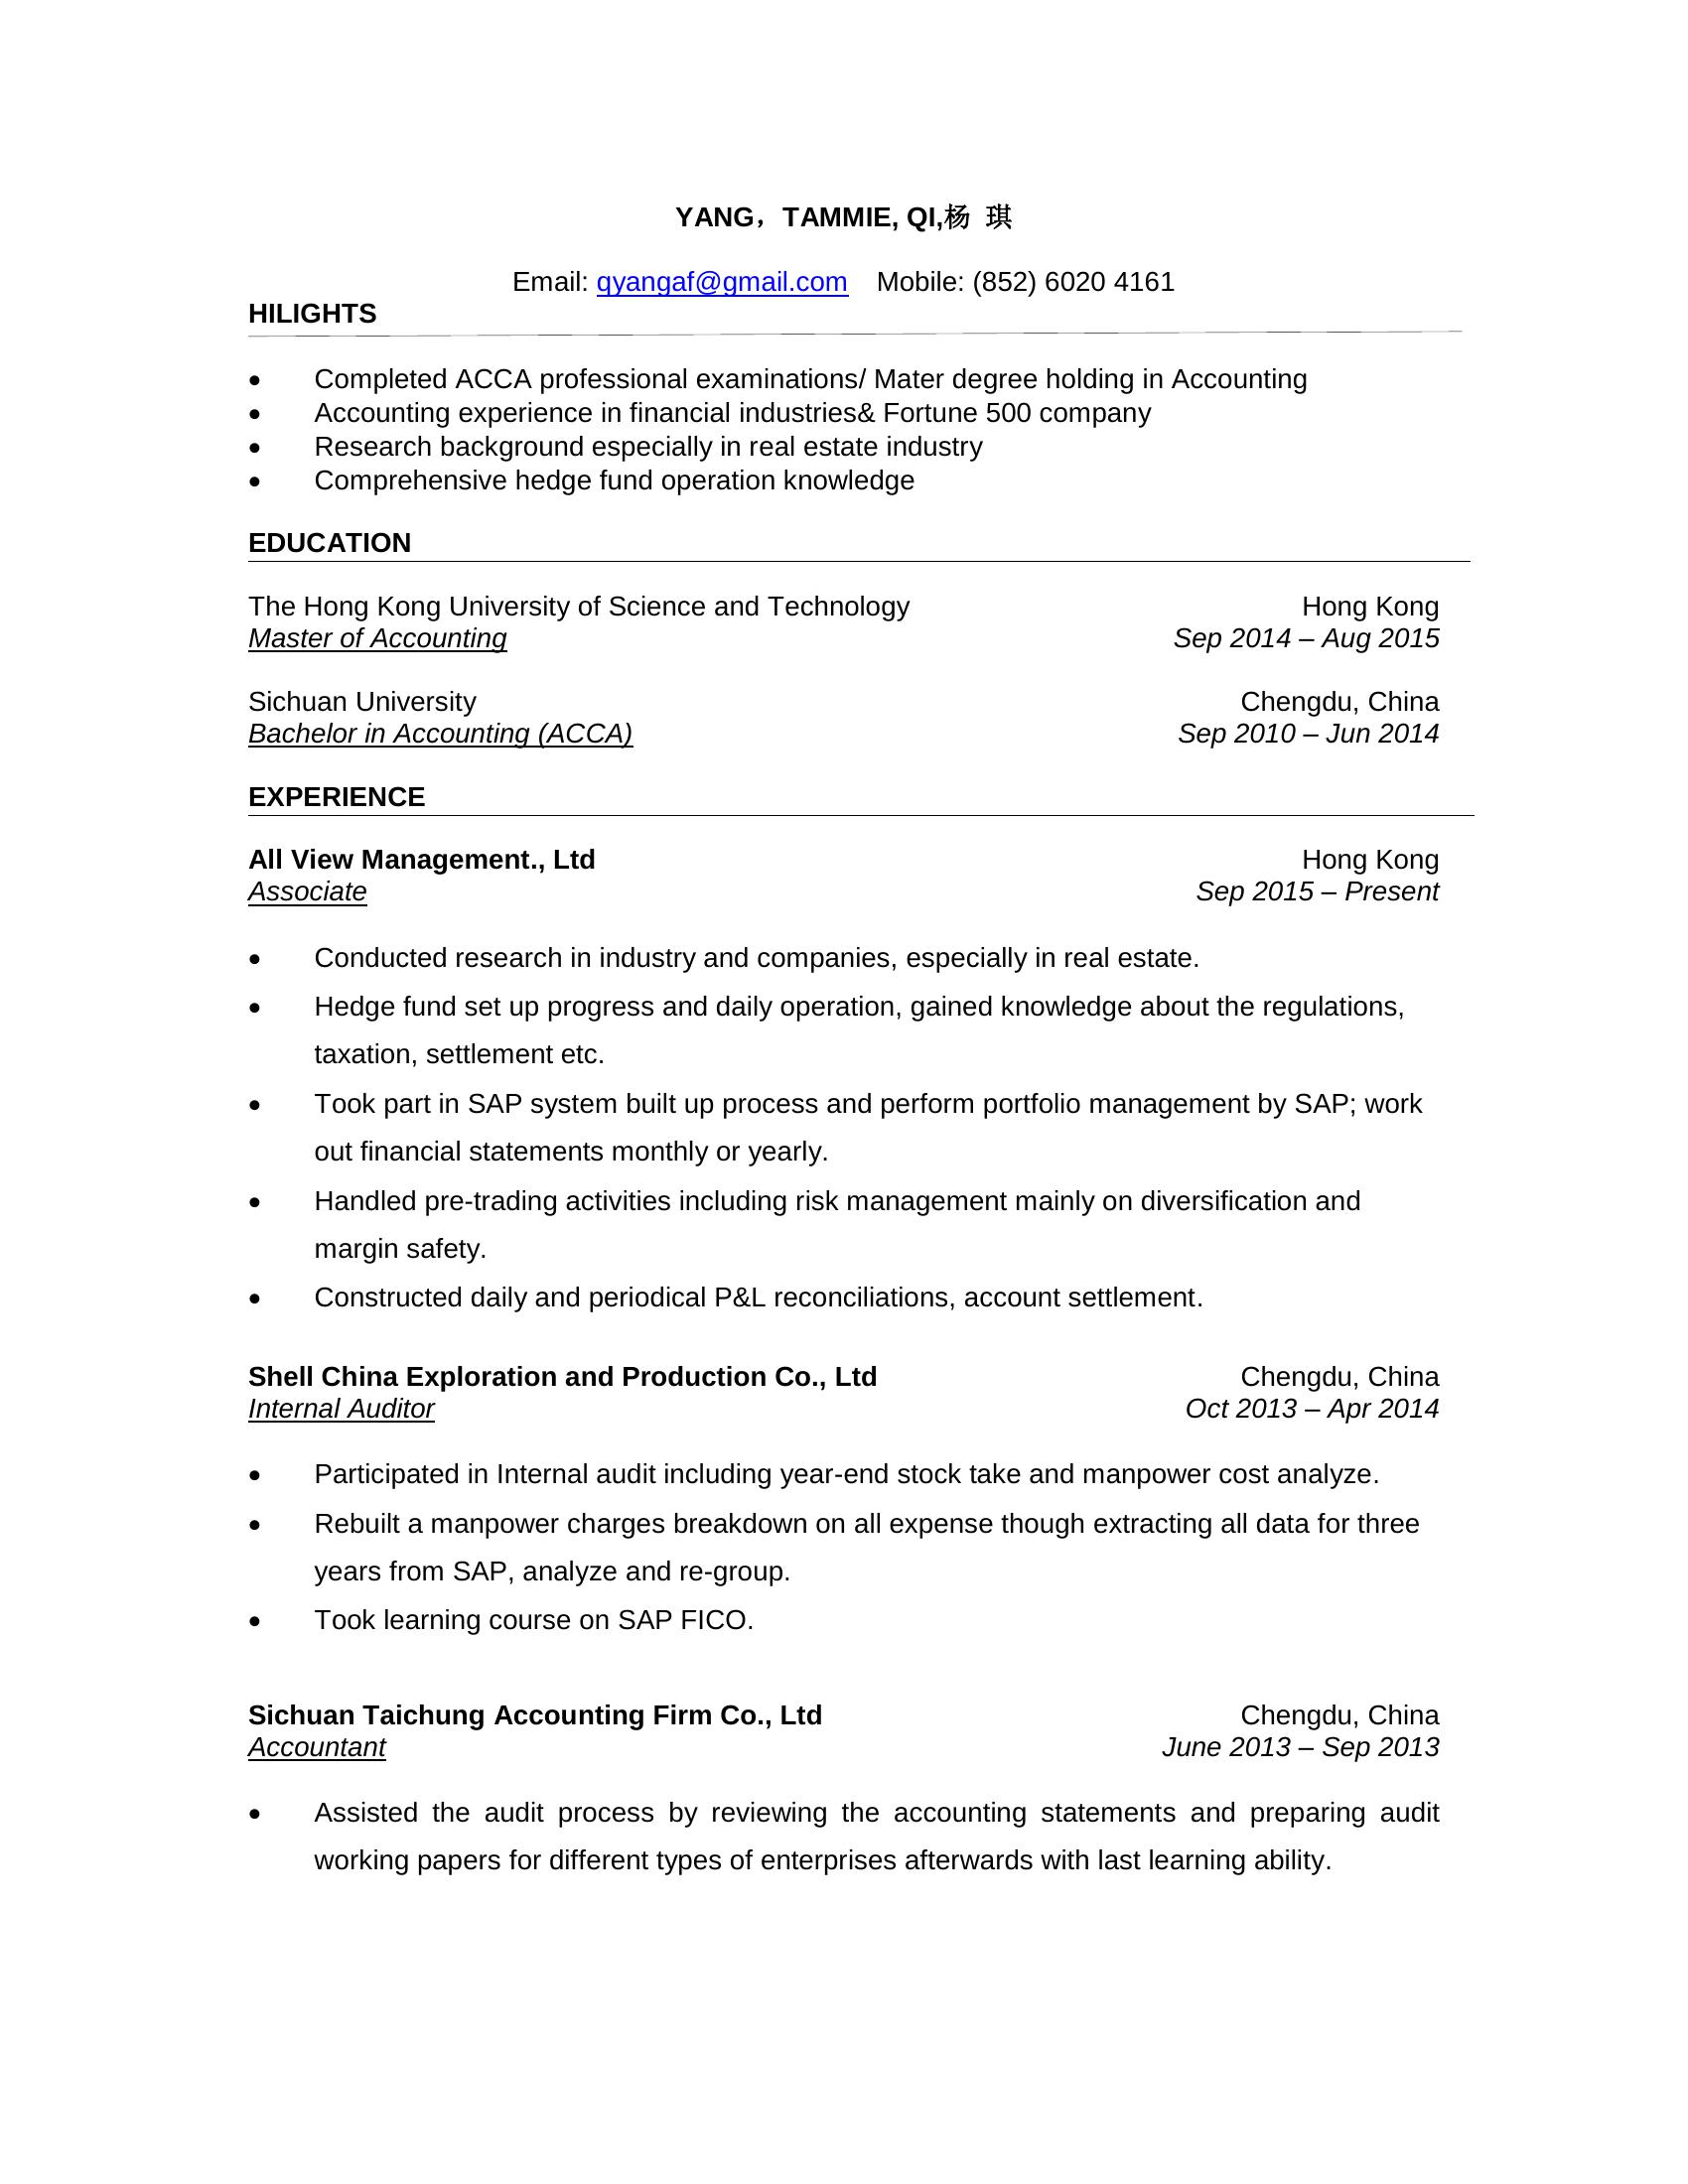 YANG，TAMMIE, QI,杨 琪
Email: qyangaf@gmail.com Mobile: (852) 6020 4161
HILIGHTS
• Completed ACCA professional examinations/ Mater degree holding in Accounting
• Accounting experience in financial industries& Fortune 500 company
• Research background especially in real estate industry
• Comprehensive hedge fund operation knowledge
EDUCATION
The Hong Kong University of Science and Technology Hong Kong
Master of Accounting Sep 2014 – Aug 2015
Sichuan University Chengdu, China
Bachelor in Accounting (ACCA) Sep 2010 – Jun 2014
EXPERIENCE
All View Management., Ltd Hong Kong
Associate Sep 2015 – Present
• Conducted research in industry and companies, especially in real estate.
• Hedge fund set up progress and daily operation, gained knowledge about the regulations,
taxation, settlement etc.
• Took part in SAP system built up process and perform portfolio management by SAP; work
out financial statements monthly or yearly.
• Handled pre-trading activities including risk management mainly on diversification and
margin safety.
• Constructed daily and periodical P&L reconciliations, account settlement.
Shell China Exploration and Production Co., Ltd Chengdu, China
Internal Auditor Oct 2013 – Apr 2014
• Participated in Internal audit including year-end stock take and manpower cost analyze.
• Rebuilt a manpower charges breakdown on all expense though extracting all data for three
years from SAP, analyze and re-group.
• Took learning course on SAP FICO.
Sichuan Taichung Accounting Firm Co., Ltd Chengdu, China
Accountant June 2013 – Sep 2013
• Assisted the audit process by reviewing the accounting statements and preparing audit
working papers for different types of enterprises afterwards with last learning ability.